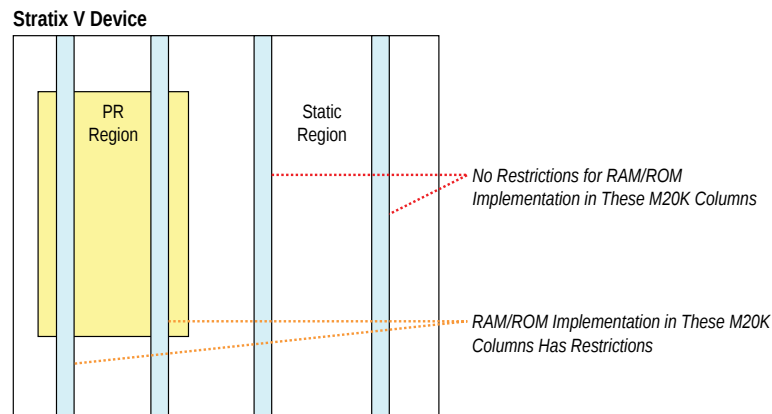 Stratix V Device
PR
Region
Static
Region
No Restrictions for RAM/ROM
Implementation in These M20K Columns
RAM/ROM Implementation in These M20K
Columns Has Restrictions